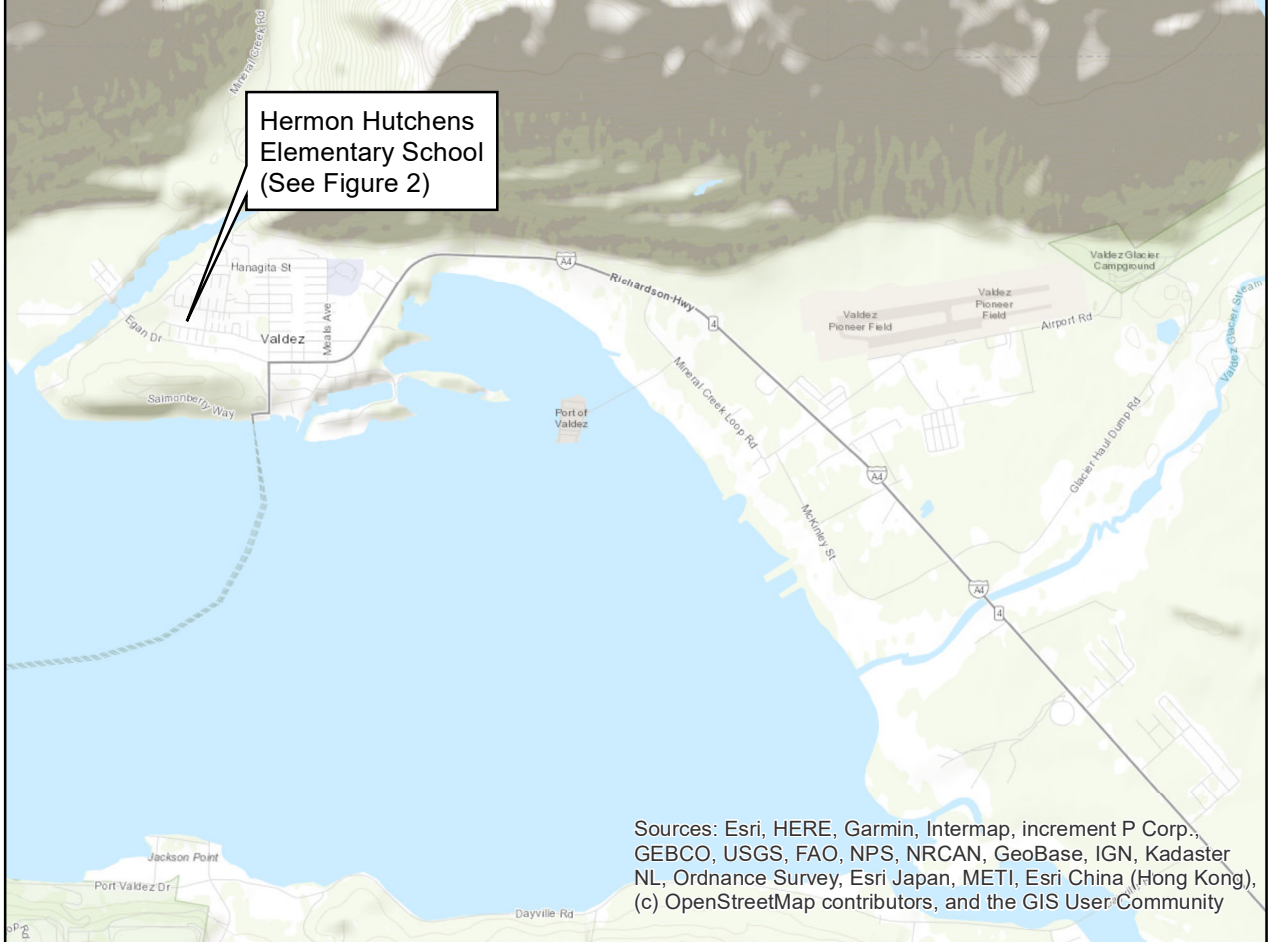 Mineral Creek Rd
Hermon Hutchens
Elementary School
(See Figure 2)
Hanagita St
Egan Dr
Valdez
Meals Ave
Salmonberry Way
A4
Richardson Hwy
4
Port of
Valdez
Mineral Creek Loop Rd
Valdez
Pioneer Field
Valdez
Pioneer
Field
Airport Rd
Valdez Glacier
Campground
Valdez Glacier Stream
Glacier Haul Dump Rd
A4
McKinley St
A4
4
Jackson Point
Port Valdez Dr
Dayville Rd
Sources: Esri, HERE, Garmin, Intermap, increment P Corp.,
GEBCO, USGS, FAO, NPS, NRCAN, GeoBase, IGN, Kadaster
NL, Ordnance Survey, Esri Japan, METI, Esri China (Hong Kong),
(c) OpenStreetMap contributors, and the GIS User Community